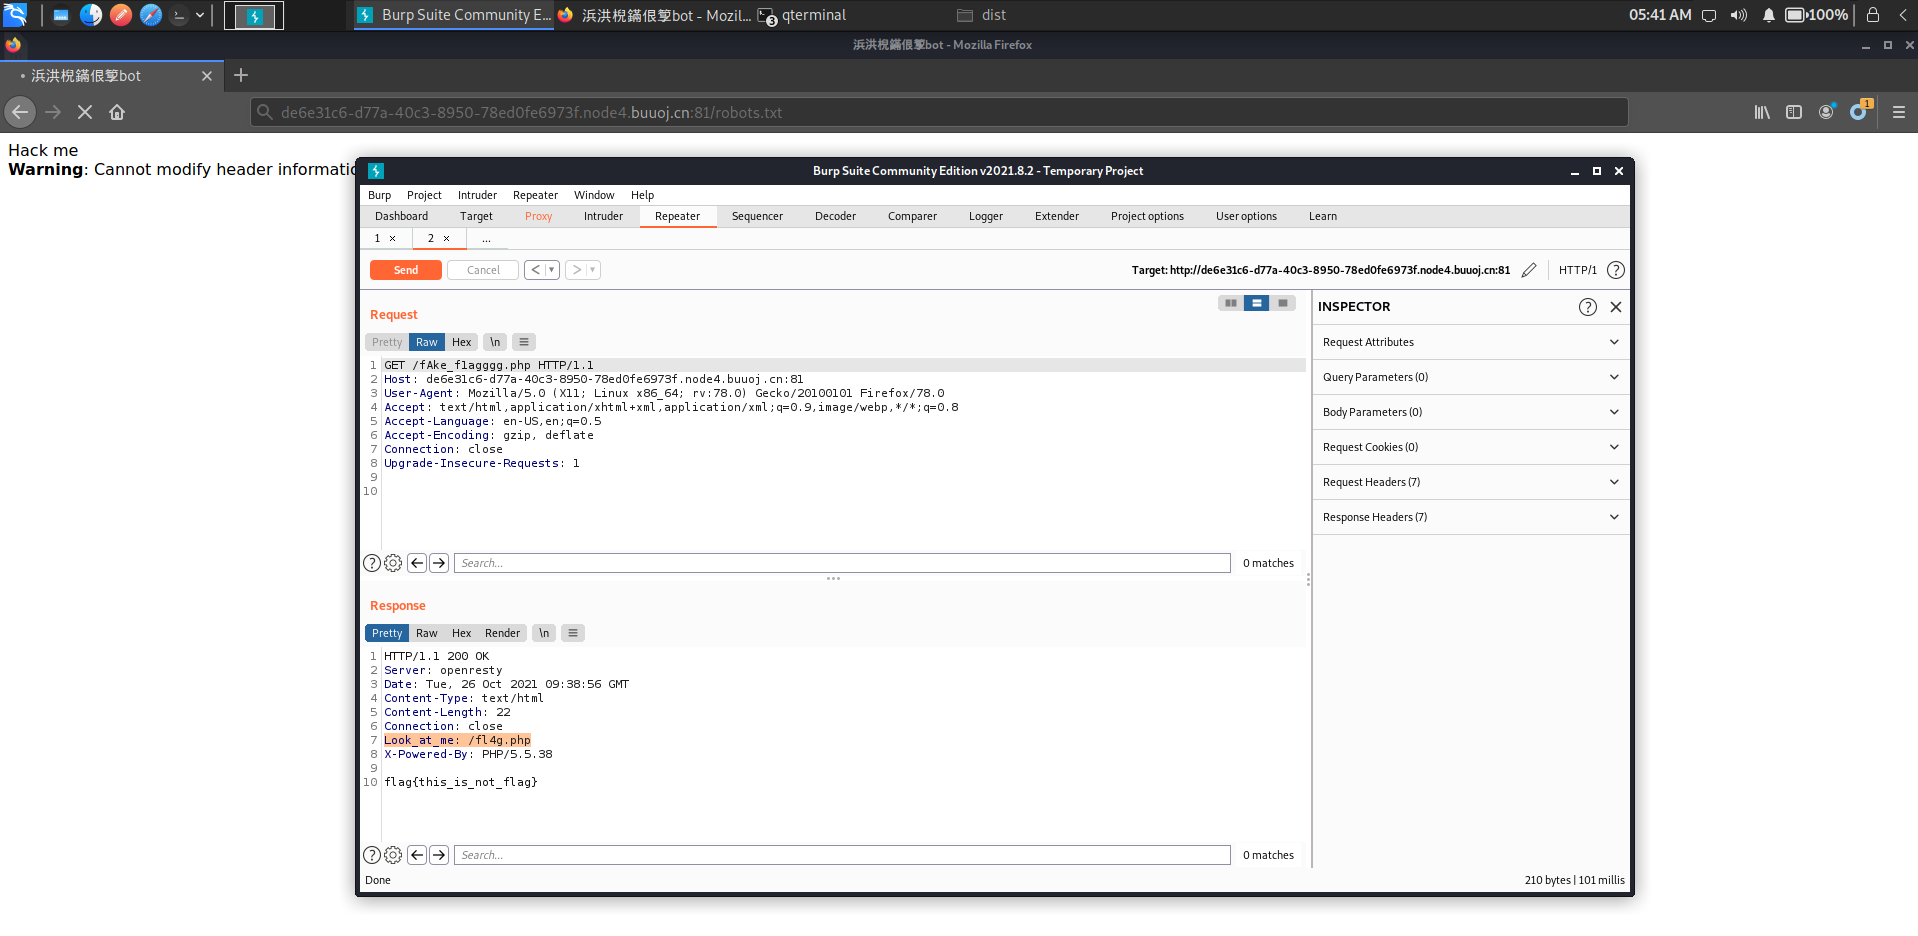 Burp Suite Community E...
浜洪棿鏋佷箰bot - Mozil...
3
qterminal
dist
05:41 AM
100%
浜洪棿鏋佷箰bot - Mozilla Firefox
• 浜洪棿鏋佷箰bot
de6e31c6-d77a-40c3-8950-78ed0fe6973f.node4.buuoj.cn:81/robots.txt
1
Hack me
Warning: Cannot modify header informatio
Burp Suite Community Edition v2021.8.2 - Temporary Project
Burp Project Intruder Repeater Window Help
Dashboard Target Proxy Intruder Repeater Sequencer Decoder Comparer Logger Extender Project options User options Learn
1 × 2 × ...
Send Cancel < >
Target: http://de6e31c6-d77a-40c3-8950-78ed0fe6973f.node4.buuoj.cn:81
HTTP/1 ?
Request
Pretty Raw Hex \n
1 GET /fAke_f1agggg.php HTTP/1.1
2 Host: de6e31c6-d77a-40c3-8950-78ed0fe6973f.node4.buuoj.cn:81
3 User-Agent: Mozilla/5.0 (X11; Linux x86_64; rv:78.0) Gecko/20100101 Firefox/78.0
4 Accept: text/html,application/xhtml+xml,application/xml;q=0.9,image/webp,*/*;q=0.8
5 Accept-Language: en-US,en;q=0.5
6 Accept-Encoding: gzip, deflate
7 Connection: close
8 Upgrade-Insecure-Requests: 1
9
10
? Search... 0 matches
Response
Pretty Raw Hex Render \n
1 HTTP/1.1 200 OK
2 Server: openresty
3 Date: Tue, 26 Oct 2021 09:38:56 GMT
4 Content-Type: text/html
5 Content-Length: 22
6 Connection: close
7 Look_at_me: /fl4g.php
8 X-Powered-By: PHP/5.5.38
9
10 flag{this_is_not_flag}
? Search... 0 matches
INSPECTOR ?
Request Attributes
Query Parameters (0)
Body Parameters (0)
Request Cookies (0)
Request Headers (7)
Response Headers (7)
Done
210 bytes | 101 millis